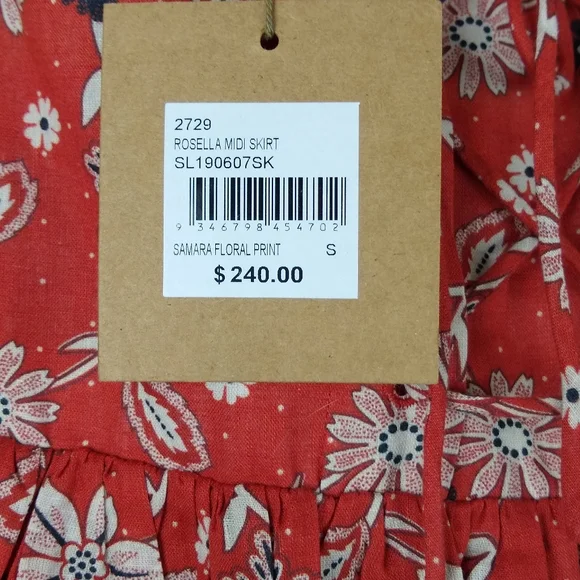 2729
ROSELLA MIDI SKIRT
SL190607SK
9 346798 454702
SAMARA FLORAL PRINT S
$240.00